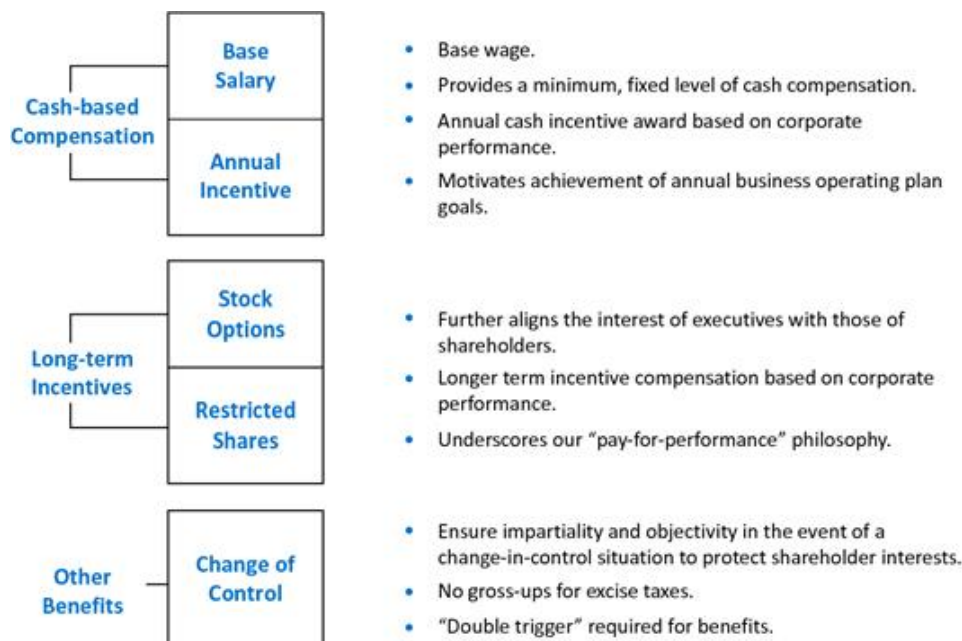 Cash-based
Compensation
Base
Salary
Annual
Incentive
• Base wage.
• Provides a minimum, fixed level of cash compensation.
• Annual cash incentive award based on corporate
performance.
• Motivates achievement of annual business operating plan
goals.
Long-term
Incentives
Stock
Options
Restricted
Shares
• Further aligns the interest of executives with those of
shareholders.
• Longer term incentive compensation based on corporate
performance.
• Underscores our “pay-for-performance” philosophy.
Other
Benefits
Change of
Control
• Ensure impartiality and objectivity in the event of a
change-in-control situation to protect shareholder interests.
• No gross-ups for excise taxes.
• “Double trigger” required for benefits.